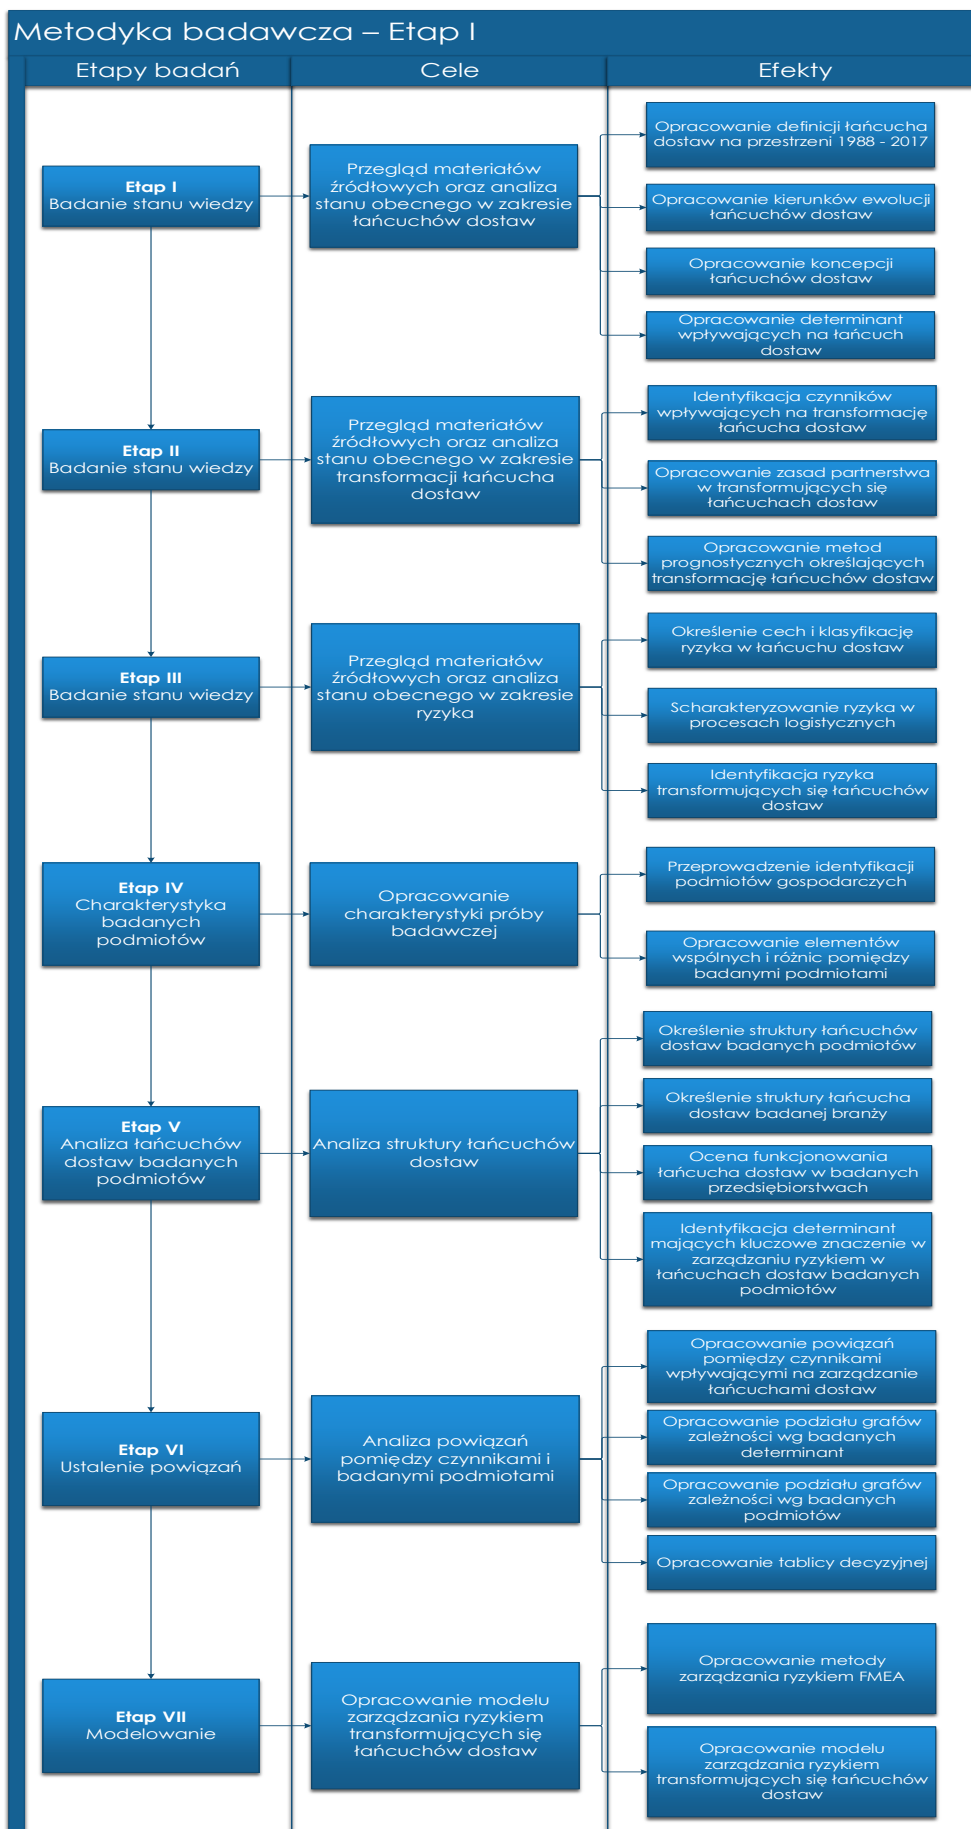 Metodyka badawcza – Etap I
Etapy badań
Cele
Efekty
Etap I
Badanie stanu wiedzy
Przegląd materiałów
źródłowych oraz analiza
stanu obecnego w zakresie
łańcuchów dostaw
Opracowanie definicji łańcucha
dostaw na przestrzeni 1988 - 2017
Opracowanie kierunków ewolucji
łańcuchów dostaw
Opracowanie koncepcji
łańcuchów dostaw
Opracowanie determinant
wpływających na łańcuch
dostaw
Etap II
Badanie stanu wiedzy
Przegląd materiałów
źródłowych oraz analiza
stanu obecnego w zakresie
transformacji łańcucha
dostaw
Identyfikacja czynników
wpływających na transformację
łańcucha dostaw
Opracowanie zasad partnerstwa
w transformujących się
łańcuchach dostaw
Opracowanie metod
prognostycznych określających
transformację łańcuchów dostaw
Etap III
Badanie stanu wiedzy
Przegląd materiałów
źródłowych oraz analiza
stanu obecnego w zakresie
ryzyka
Określenie cech i klasyfikację
ryzyka w łańcuchu dostaw
Scharakteryzowanie ryzyka w
procesach logistycznych
Identyfikacja ryzyka
transformujących się łańcuchów
dostaw
Etap IV
Charakterystyka
badanych
podmiotów
Opracowanie
charakterystyki próby
badawczej
Przeprowadzenie identyfikacji
podmiotów gospodarczych
Opracowanie elementów
wspólnych i różnic pomiędzy
badanymi podmiotami
Etap V
Analiza łańcuchów
dostaw badanych
podmiotów
Analiza struktury łańcuchów
dostaw
Określenie struktury łańcuchów
dostaw badanych podmiotów
Określenie struktury łańcucha
dostaw badanej branży
Ocena funkcjonowania
łańcucha dostaw w badanych
przedsiębiorstwach
Identyfikacja determinant
mających kluczowe znaczenie w
zarządzaniu ryzykiem w
łańcuchach dostaw badanych
podmiotów
Etap VI
Ustalenie powiązań
Analiza powiązań
pomiędzy czynnikami i
badanymi podmiotami
Opracowanie powiązań
pomiędzy czynnikami
wpływającymi na zarządzanie
łańcuchami dostaw
Opracowanie podziału grafów
zależności wg badanych
determinant
Opracowanie podziału grafów
zależności wg badanych
podmiotów
Opracowanie tablicy decyzyjnej
Etap VII
Modelowanie
Opracowanie modelu
zarządzania ryzykiem
transformujących się
łańcuchów dostaw
Opracowanie metody
zarządzania ryzykiem FMEA
Opracowanie modelu
zarządzania ryzykiem
transformujących się łańcuchów
dostaw